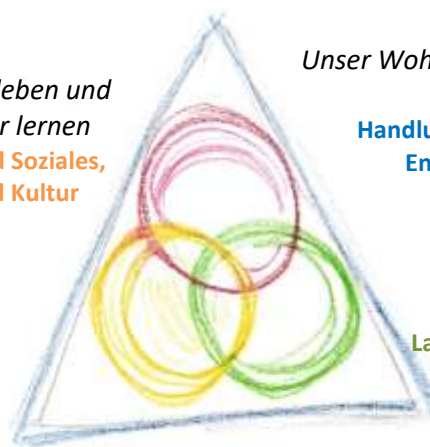 leben und
r lernen
d Soziales,
d Kultur
Unser Woh
Handlu
En
La